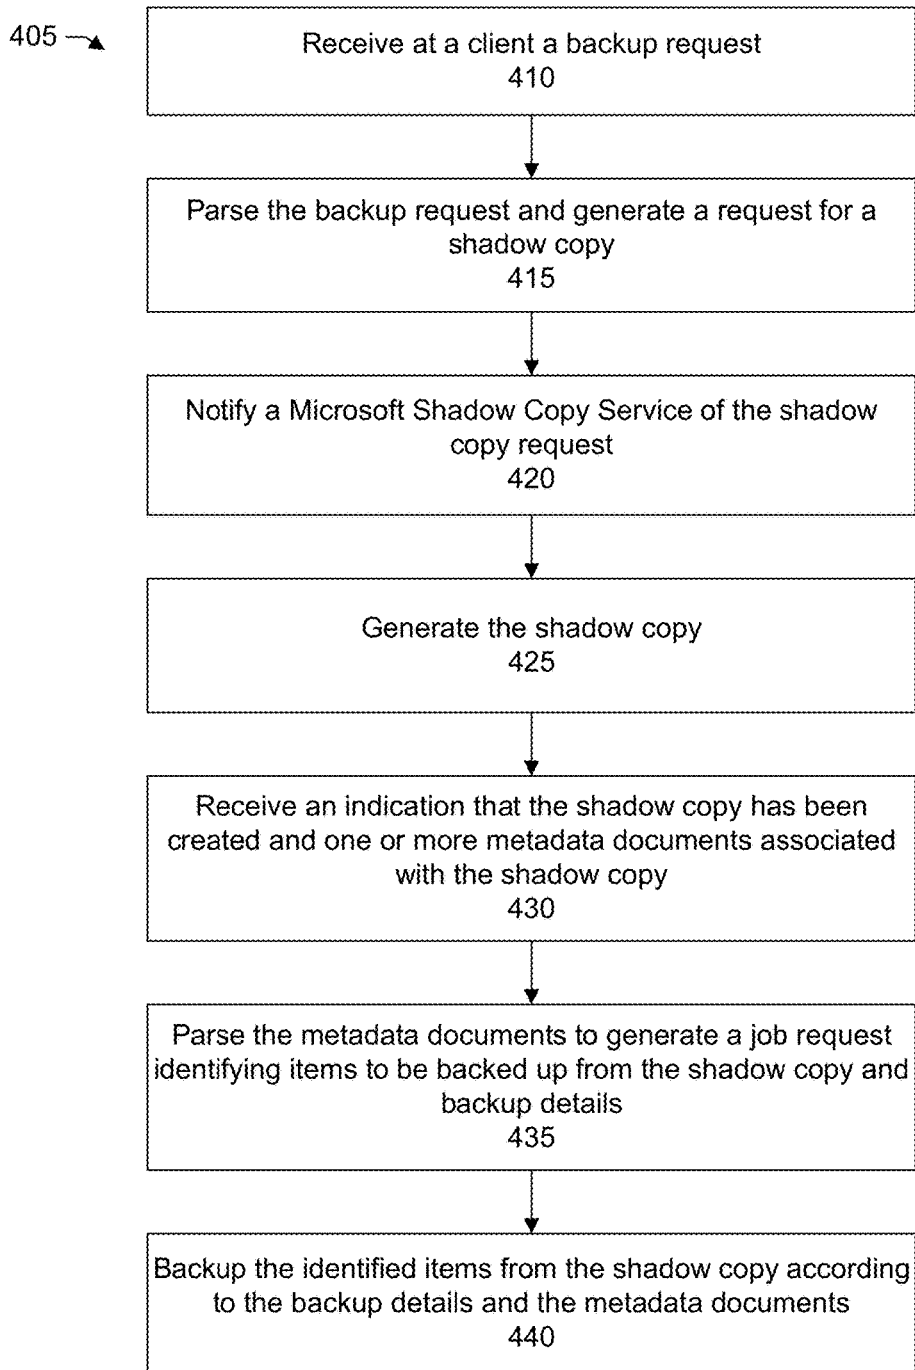 405
Receive at a client a backup request
410
Parse the backup request and generate a request for a
shadow copy
415
Notify a Microsoft Shadow Copy Service of the shadow
copy request
420
Generate the shadow copy
425
Receive an indication that the shadow copy has been
created and one or more metadata documents associated
with the shadow copy
430
Parse the metadata documents to generate a job request
identifying items to be backed up from the shadow copy and
backup details
435
Backup the identified items from the shadow copy according
to the backup details and the metadata documents
440